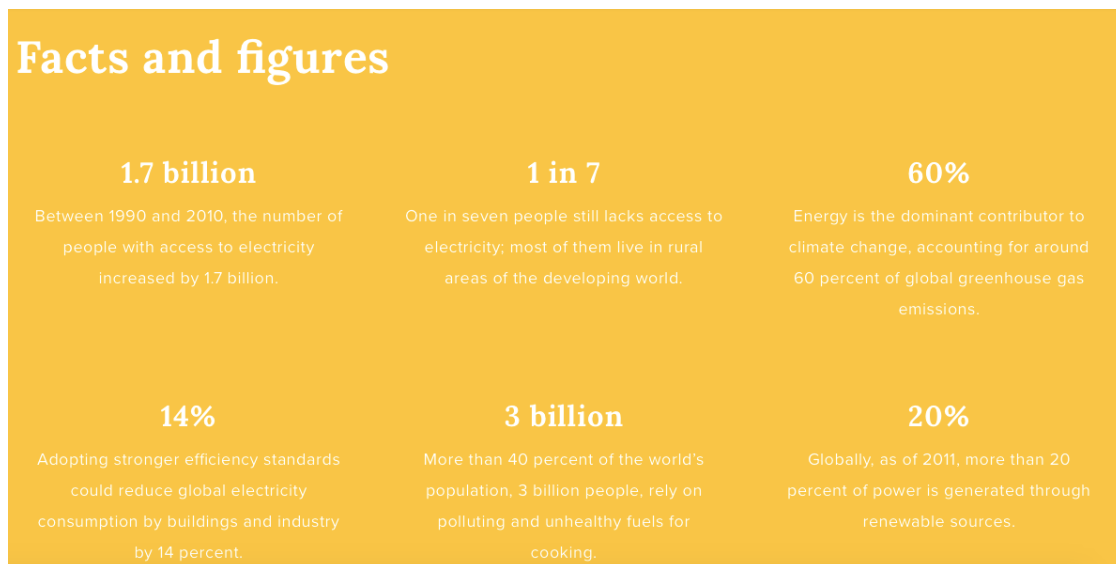 Facts and figures
1.7 billion
Between 1990 and 2010, the number of
people with access to electricity
increased by 1.7 billion.
1 in 7
One in seven people still lacks access to
electricity; most of them live in rural
areas of the developing world.
60%
Energy is the dominant contributor to
climate change, accounting for around
60 percent of global greenhouse gas
emissions.
14%
Adopting stronger efficiency standards
could reduce global electricity
consumption by buildings and industry
by 14 percent.
3 billion
More than 40 percent of the world's
population, 3 billion people, rely on
polluting and unhealthy fuels for
cooking.
20%
Globally, as of 2011, more than 20
percent of power is generated through
renewable sources.